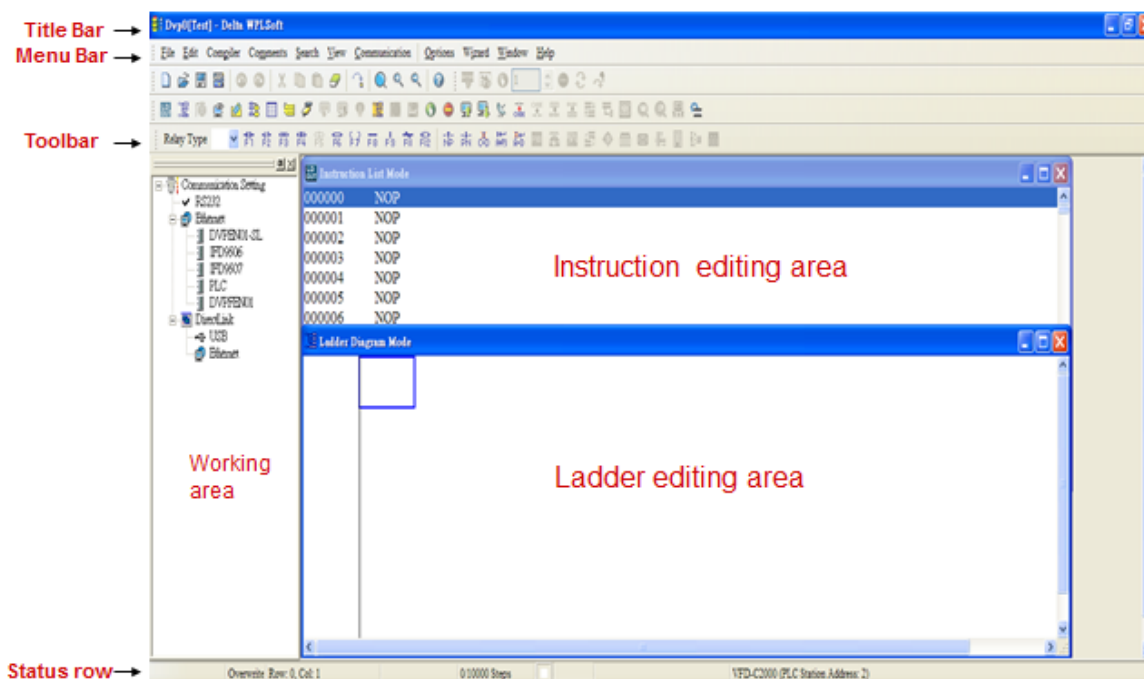 Title Bar
Dvp0[Test] - Delta WPLSoft
Menu Bar
File Edit Compiler Comments Search View Communication Options Wizard Window Help
Toolbar
Relay Type
Communication Setting
RS232
Ethernet
DVPEN01-SL
IFD9506
IFD9507
PLC
DVPFEN01
DirectLink
USB
Ethernet
Working
area
Instruction List Mode
000000 NOP
000001 NOP
000002 NOP
000003 NOP
000004 NOP
000005 NOP
000006 NOP
Instruction editing area
Ladder Diagram Mode
Ladder editing area
Status row
Overwrite Row: 0, Col: 1
0/10000 Steps
VFD-C2000 (PLC Station Address: 2)